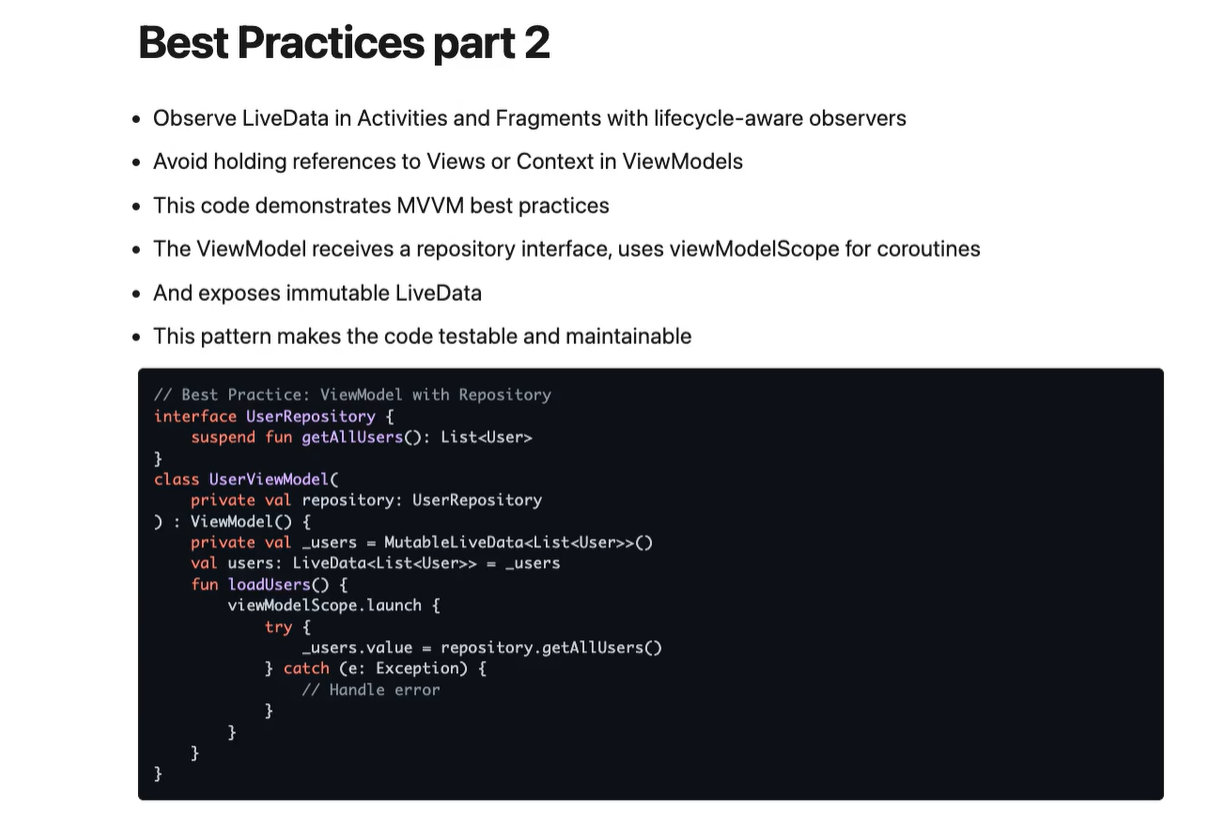 Best Practices part 2
• Observe LiveData in Activities and Fragments with lifecycle-aware observers
• Avoid holding references to Views or Context in ViewModels
• This code demonstrates MVVM best practices
• The ViewModel receives a repository interface, uses viewModelScope for coroutines
• And exposes immutable LiveData
• This pattern makes the code testable and maintainable
// Best Practice: ViewModel with Repository
interface UserRepository {
    suspend fun getAllUsers(): List<User>
}
class UserViewModel(
    private val repository: UserRepository
) : ViewModel() {
    private val _users = MutableLiveData<List<User>>()
    val users: LiveData<List<User>> = _users
    fun loadUsers() {
        viewModelScope.launch {
            try {
                _users.value = repository.getAllUsers()
            } catch (e: Exception) {
                // Handle error
            }
        }
    }
}